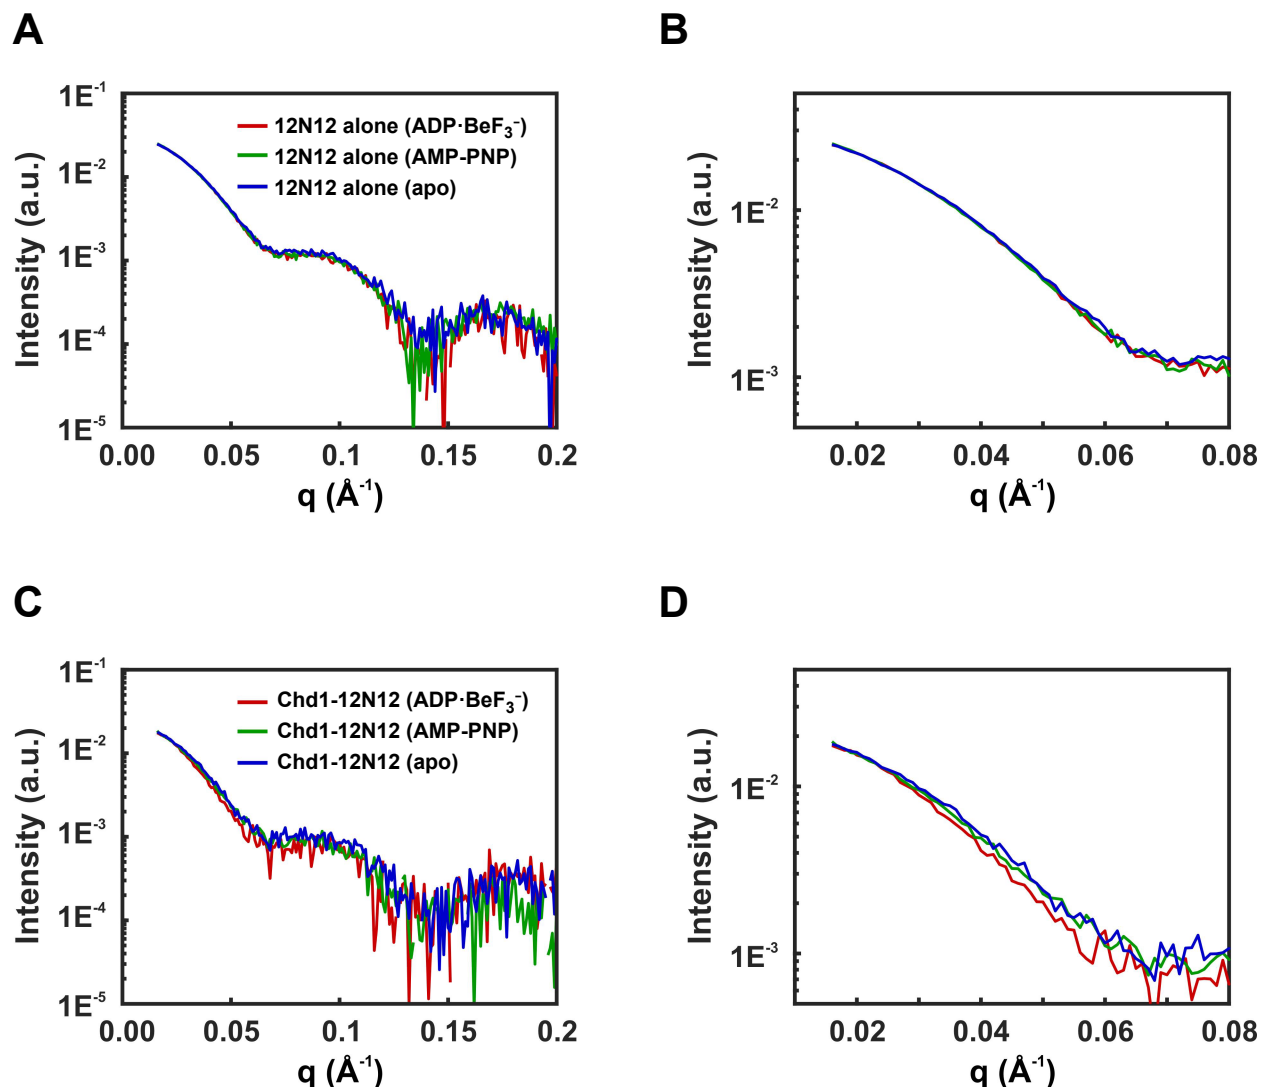 A
B
1E⁻¹
1E⁻²
1E⁻³
1E⁻⁴
1E⁻⁵
Intensity (a.u.)
12N12 alone (ADP·BeF₃⁻)
12N12 alone (AMP-PNP)
12N12 alone (apo)
0.00 0.05 0.1 0.15 0.2
q (Å⁻¹)
1E⁻²
1E⁻³
Intensity (a.u.)
0.02 0.04 0.06 0.08
q (Å⁻¹)
C
D
1E⁻¹
1E⁻²
1E⁻³
1E⁻⁴
1E⁻⁵
Intensity (a.u.)
Chd1-12N12 (ADP·BeF₃⁻)
Chd1-12N12 (AMP-PNP)
Chd1-12N12 (apo)
0.00 0.05 0.1 0.15 0.2
q (Å⁻¹)
1E⁻²
1E⁻³
Intensity (a.u.)
0.02 0.04 0.06 0.08
q (Å⁻¹)